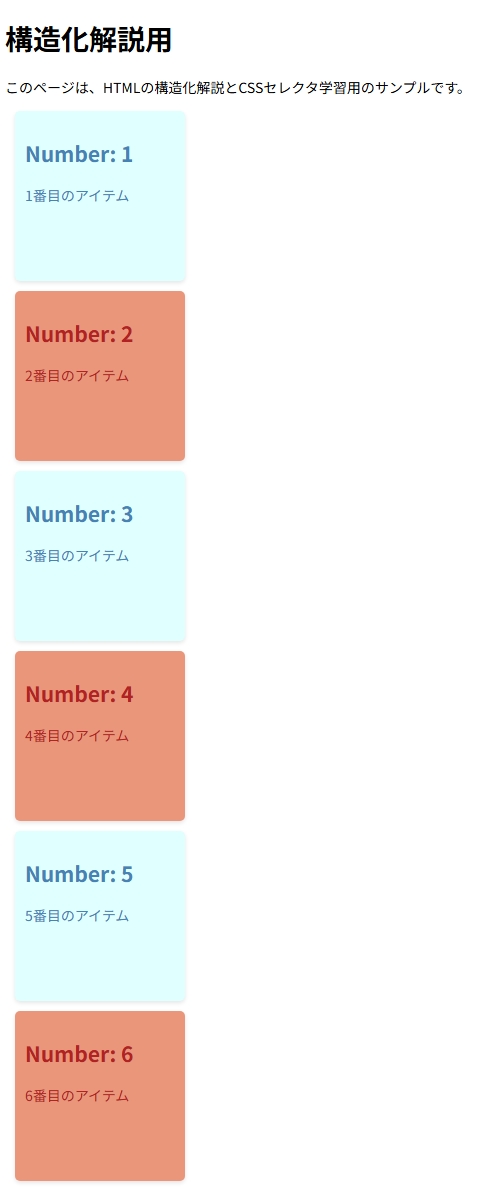 構造化解説用
このページは、HTMLの構造化解説とCSSセレクタ学習用のサンプルです。
Number: 1
1番目のアイテム
Number: 2
2番目のアイテム
Number: 3
3番目のアイテム
Number: 4
4番目のアイテム
Number: 5
5番目のアイテム
Number: 6
6番目のアイテム